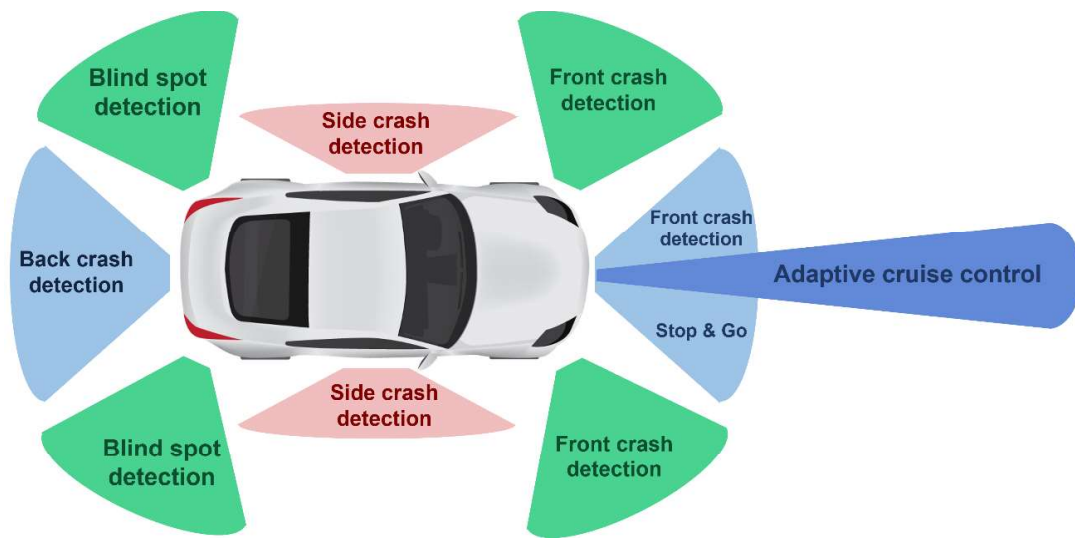 Blind spot
detection
Side crash
detection
Front crash
detection
Back crash
detection
Front crash
detection
Adaptive cruise control
Stop & Go
Blind spot
detection
Side crash
detection
Front crash
detection